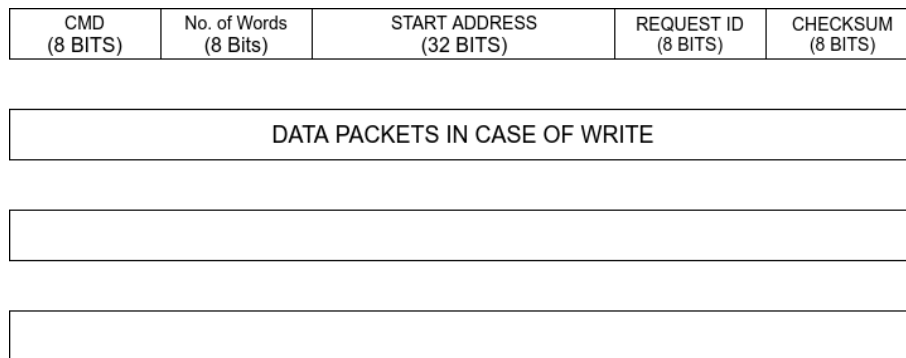 CMD
(8 BITS)
No. of Words
(8 Bits)
START ADDRESS
(32 BITS)
REQUEST ID
(8 BITS)
CHECKSUM
(8 BITS)
DATA PACKETS IN CASE OF WRITE